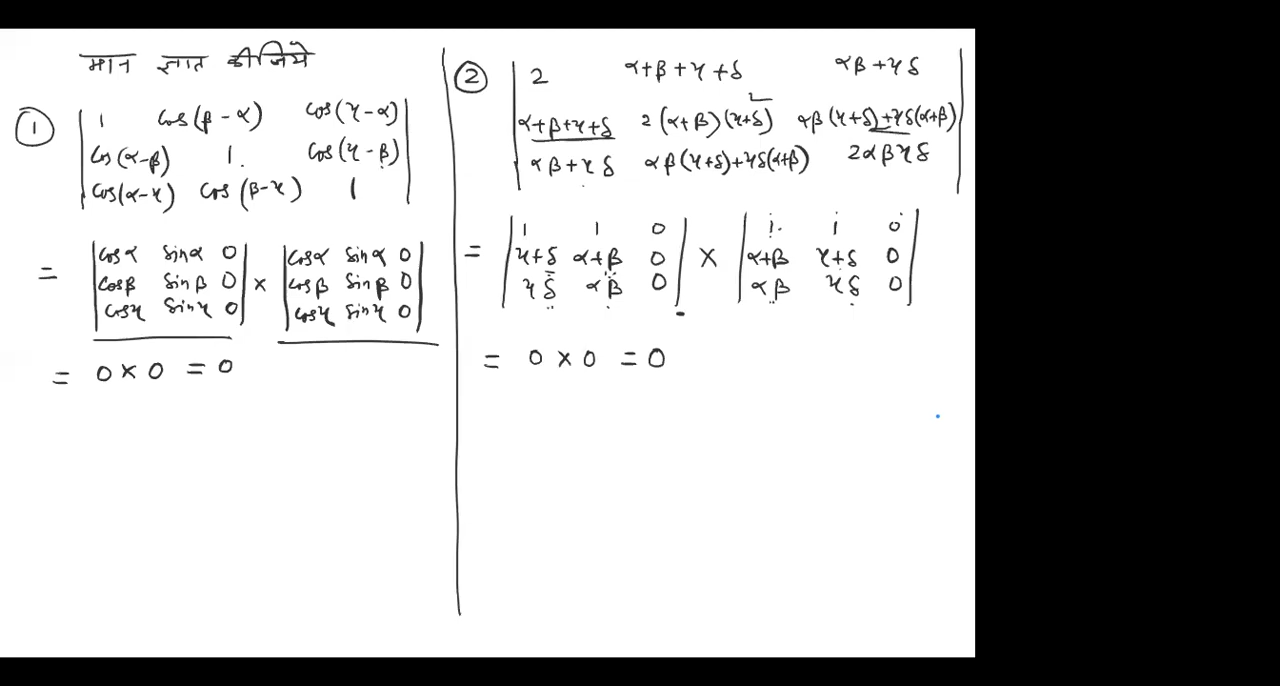 मान ज्ञात कीजिये
① | 1 cos(β-α) cos(γ-α) |
| cos(α-β) 1. cos(γ-β) |
| cos(α-γ) cos(β-γ) 1 |
= | cosα sinα 0 | × | cosα sinα 0 |
| cosβ sinβ 0 | | cosβ sinβ 0 |
| cosγ sinγ 0 | | cosγ sinγ 0 |
= 0 × 0 = 0
② | 2 α+β+γ+δ αβ+γδ |
| α+β+γ+δ 2(α+β)(γ+δ) αβ(γ+δ)+γδ(α+β) |
| αβ+γδ αβ(γ+δ)+γδ(α+β) 2αβγδ |
= | 1 1 0 | × | 1 1 0 |
| γ+δ α+β 0 | | α+β γ+δ 0 |
| γδ αβ 0 | | αβ γδ 0 |
= 0 × 0 = 0